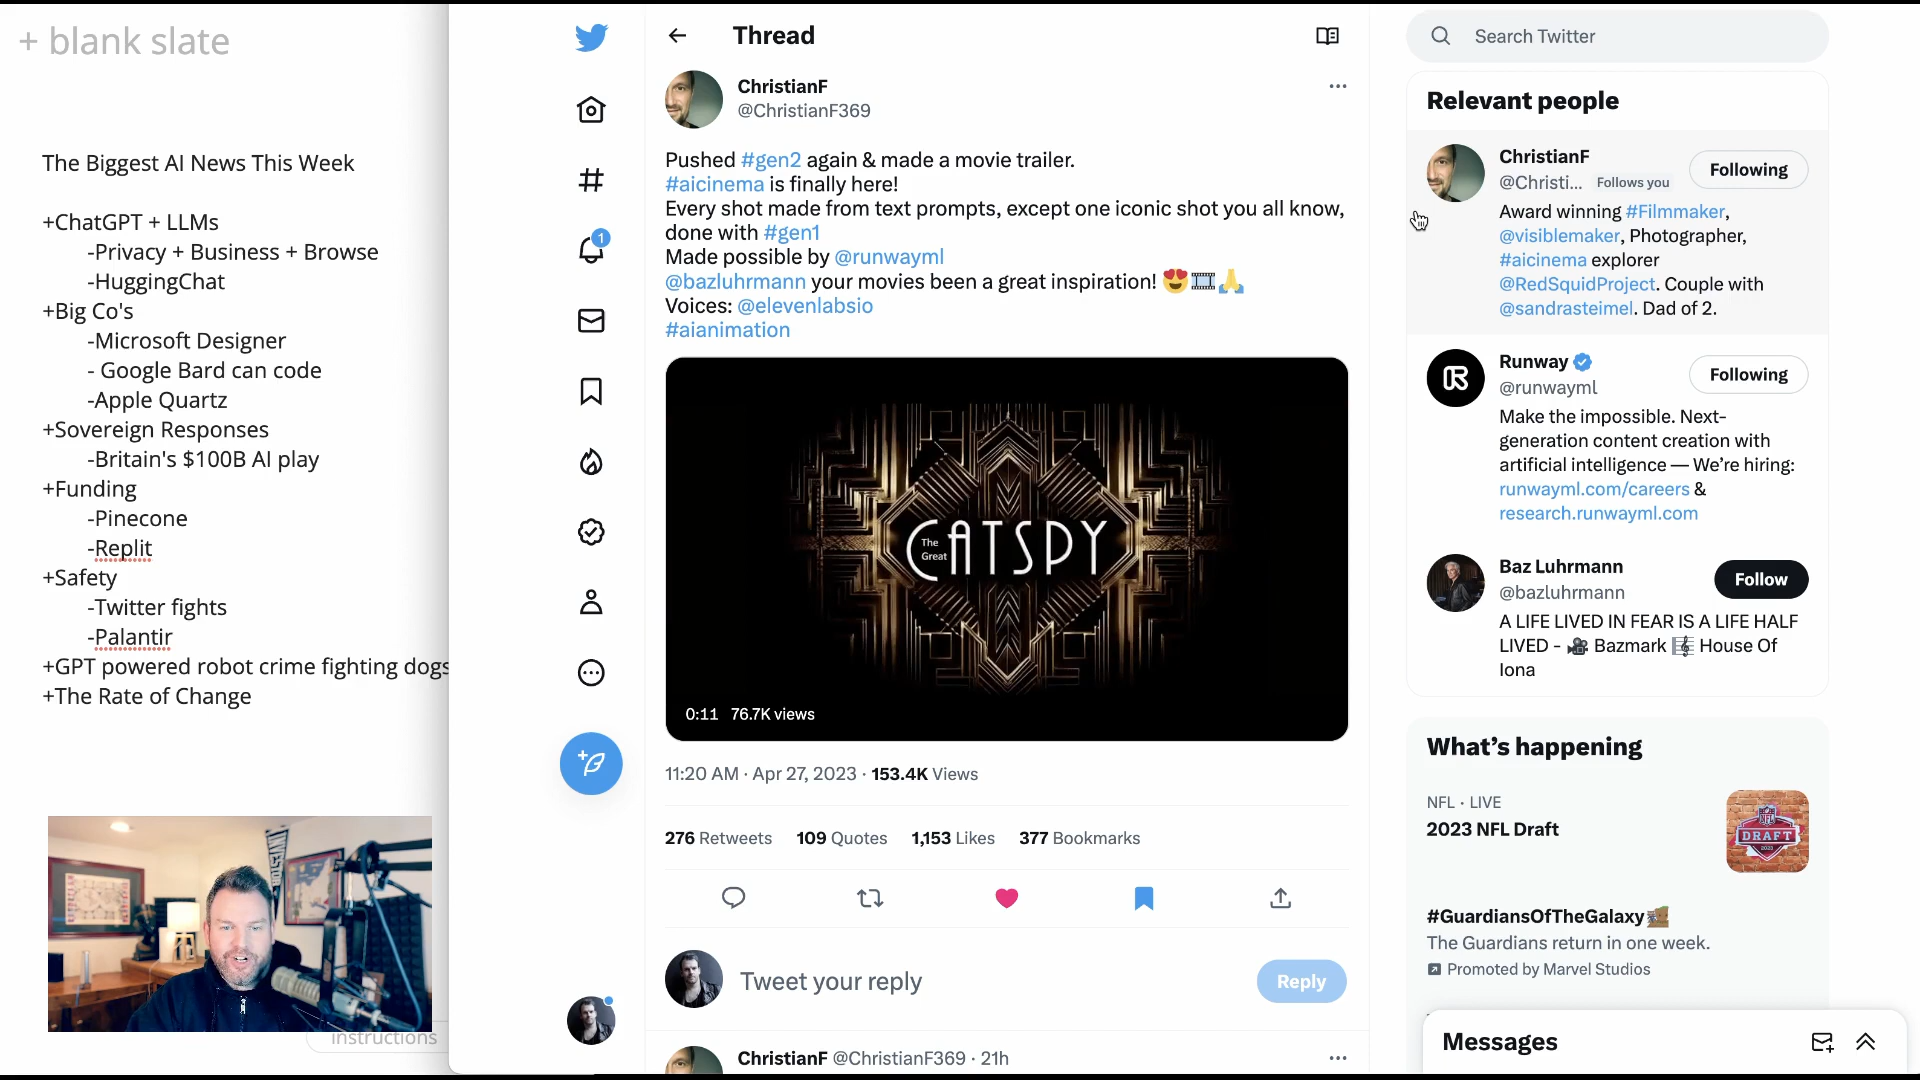 + blank slate
The Biggest AI News This Week
+ChatGPT + LLMs
-Privacy + Business + Browse
-HuggingChat
+Big Co's
-Microsoft Designer
- Google Bard can code
-Apple Quartz
+Sovereign Responses
-Britain's $100B AI play
+Funding
-Pinecone
-Replit
+Safety
-Twitter fights
-Palantir
+GPT powered robot crime fighting dogs
+The Rate of Change
instructions
1
Thread
ChristianF
@ChristianF369
Pushed #gen2 again & made a movie trailer.
#aicinema is finally here!
Every shot made from text prompts, except one iconic shot you all know,
done with #gen1
Made possible by @runwayml
@bazluhrmann your movies been a great inspiration! 😍🎞️🙏
Voices: @elevenlabsio
#aianimation
The Great CATSPY
0:11 76.7K views
11:20 AM · Apr 27, 2023 · 153.4K Views
276 Retweets 109 Quotes 1,153 Likes 377 Bookmarks
Tweet your reply
Reply
ChristianF @ChristianF369 · 21h
Search Twitter
Relevant people
ChristianF
@Christi... Follows you
Following
Award winning #Filmmaker,
@visiblemaker, Photographer,
#aicinema explorer
@RedSquidProject. Couple with
@sandrasteimel. Dad of 2.
Runway
@runwayml
Following
Make the impossible. Next-
generation content creation with
artificial intelligence — We're hiring:
runwayml.com/careers &
research.runwayml.com
Baz Luhrmann
@bazluhrmann
Follow
A LIFE LIVED IN FEAR IS A LIFE HALF
LIVED - 🎥 Bazmark 🎼 House Of
Iona
What's happening
NFL · LIVE
2023 NFL Draft
NFL
DRAFT
2023
#GuardiansOfTheGalaxy
The Guardians return in one week.
Promoted by Marvel Studios
Messages